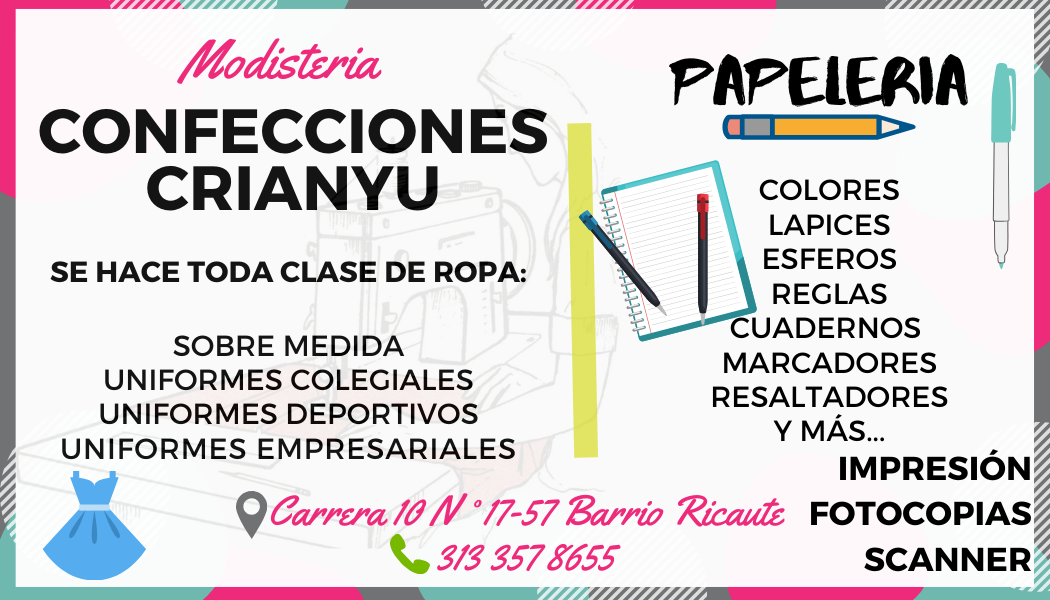 Modisteria
CONFECCIONES
CRIANYU
SE HACE TODA CLASE DE ROPA:
SOBRE MEDIDA
UNIFORMES COLEGIALES
UNIFORMES DEPORTIVOS
UNIFORMES EMPRESARIALES
PAPELERIA
COLORES
LAPICES
ESFEROS
REGLAS
CUADERNOS
MARCADORES
RESALTADORES
Y MÁS...
IMPRESIÓN
FOTOCOPIAS
SCANNER
Carrera 10 N° 17-57 Barrio Ricaute
313 357 8655